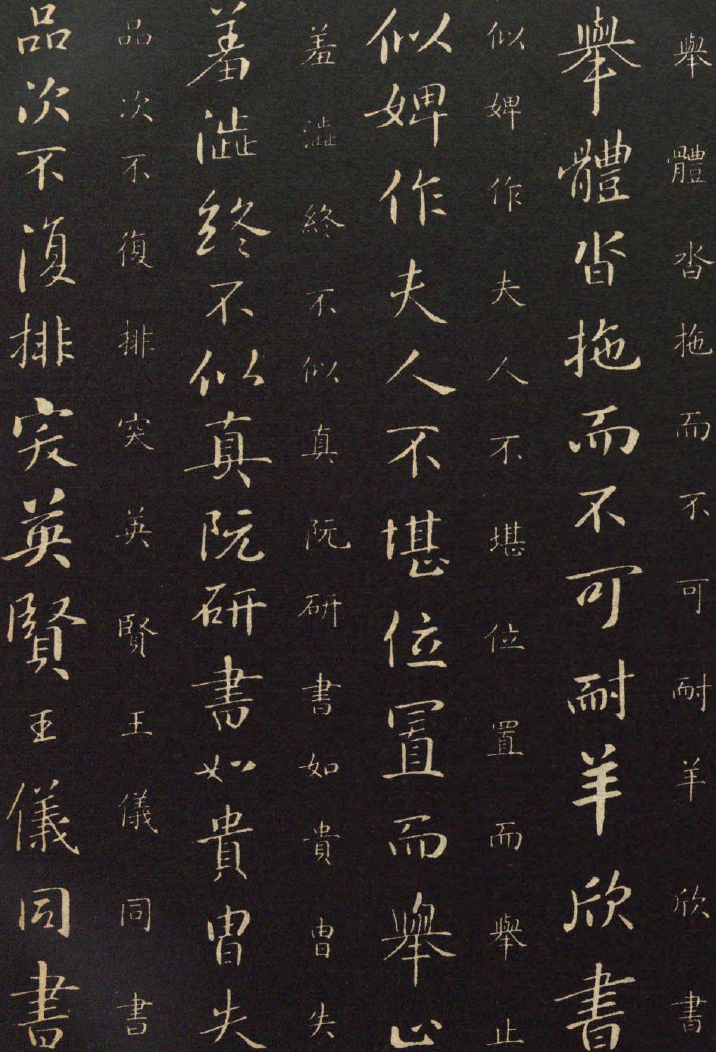 舉體沓拖而不可耐羊欣書
舉體沓拖而不可耐羊欣書
似婢作夫人不堪位置而舉止
似婢作夫人不堪位置而舉止
羞澁終不似真阮研書如貴胄失
羞澁終不似真阮研書如貴胄失
品次不復排突英賢王儀同書
品次不復排突英賢王儀同書